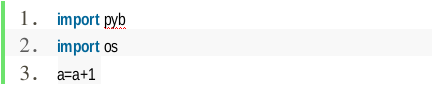 1. import pyb
2. import os
3. a=a+1